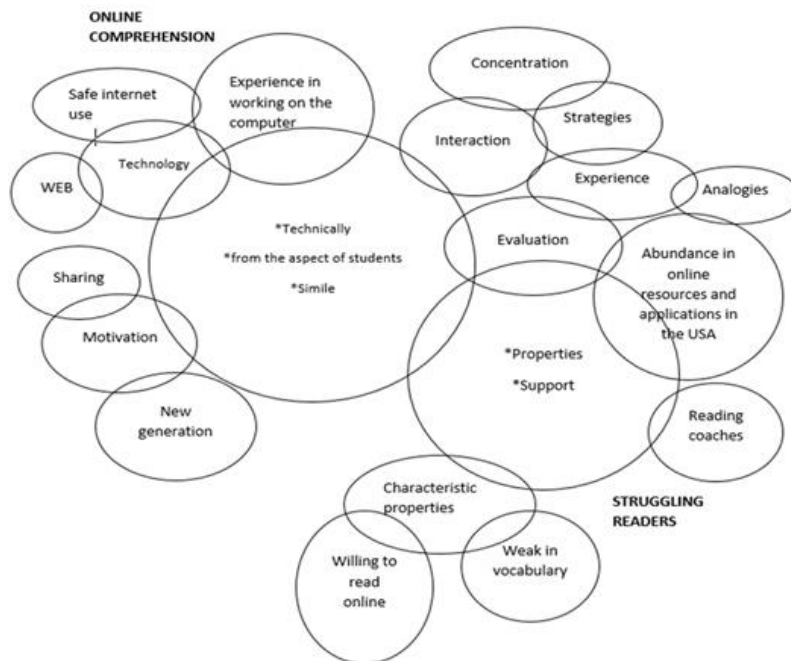 ONLINE
COMPREHENSION
Safe internet
use
Experience in
working on the
computer
Technology
WEB
*Technically
*from the aspect of students
*Simile
Sharing
Motivation
New
generation
Concentration
Strategies
Interaction
Experience
Analogies
Evaluation
Abundance in
online
resources and
applications in
the USA
*Properties
*Support
Reading
coaches
Characteristic
properties
STRUGGLING
READERS
Willing to
read
online
Weak in
vocabulary